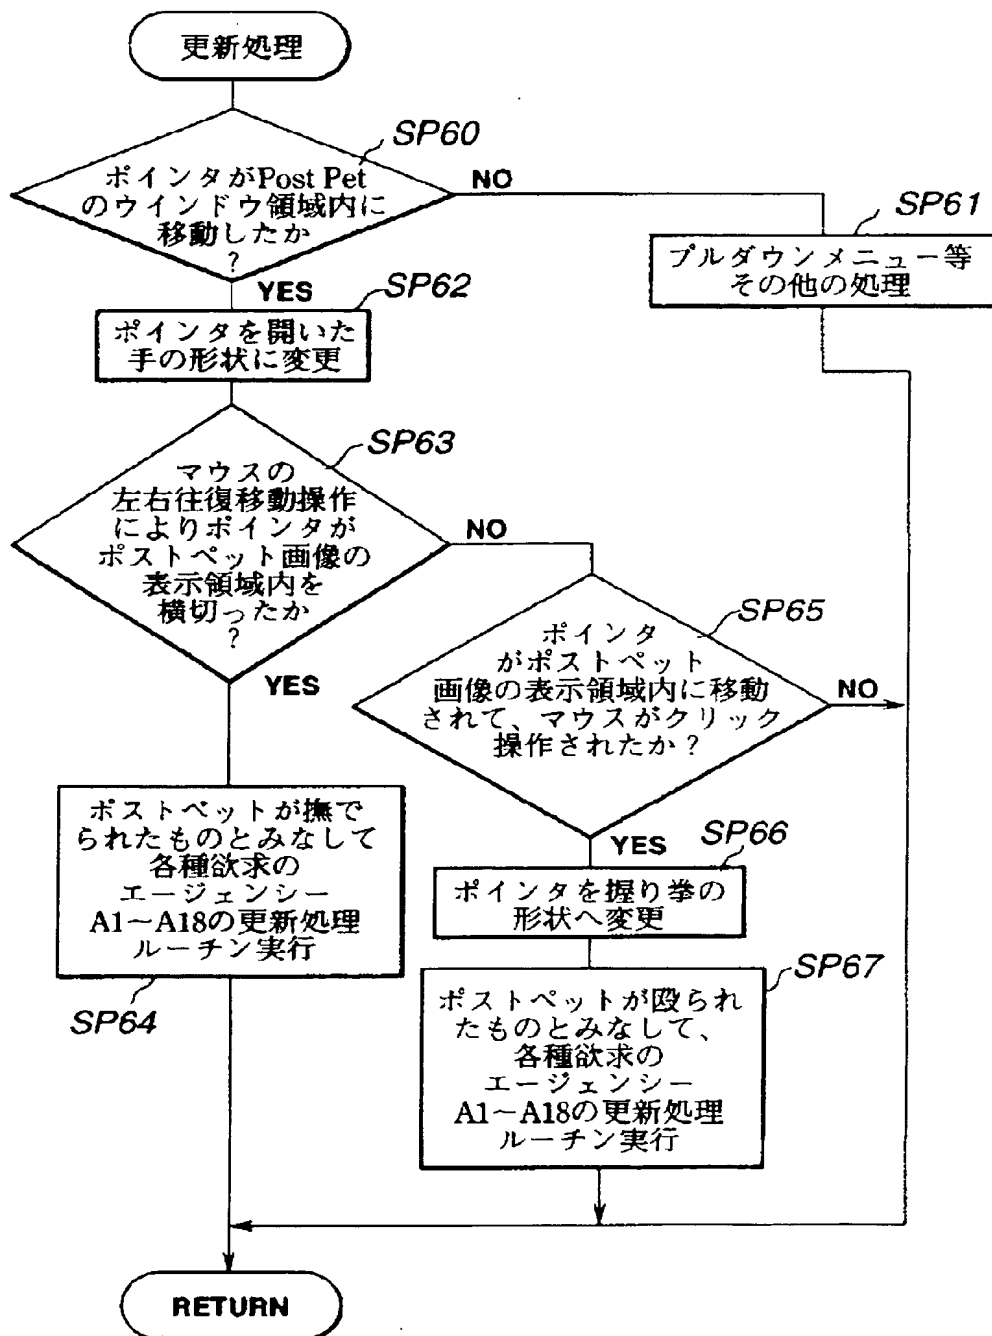 更新処理
SP60
ポインタがPost Pet
のウインドウ領域内に
移動したか
?
NO
YES
SP61
プルダウンメニュー等
その他の処理
SP62
ポインタを開いた
手の形状に変更
SP63
マウスの
左右往復移動操作
によりポインタが
ポストペット画像の
表示領域内を
横切ったか
?
NO
YES
SP65
ポインタ
がポストペット
画像の表示領域内に移動
されて、マウスがクリック
操作されたか?
NO
YES
ポストペットが撫で
られたものとみなして
各種欲求の
エージェンシー
A1~A18の更新処理
ルーチン実行
SP64
SP66
ポインタを握り拳の
形状へ変更
SP67
ポストペットが殴られ
たものとみなして、
各種欲求の
エージェンシー
A1~A18の更新処理
ルーチン実行
RETURN